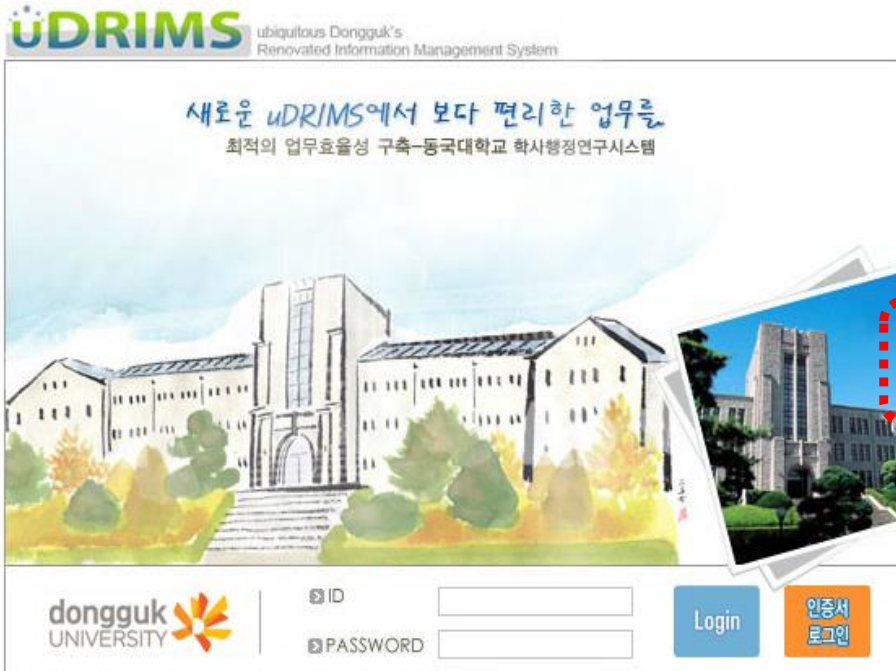 uDRIMS
ubiquitous Dongguk's
Renovated Information Management System
새로운 uDRIMS에서 보다 편리한 업무를
최적의 업무효율성 구축-동국대학교 학사행정연구시스템
dongguk
UNIVERSITY
ID
PASSWORD
Login
인증서
로그인